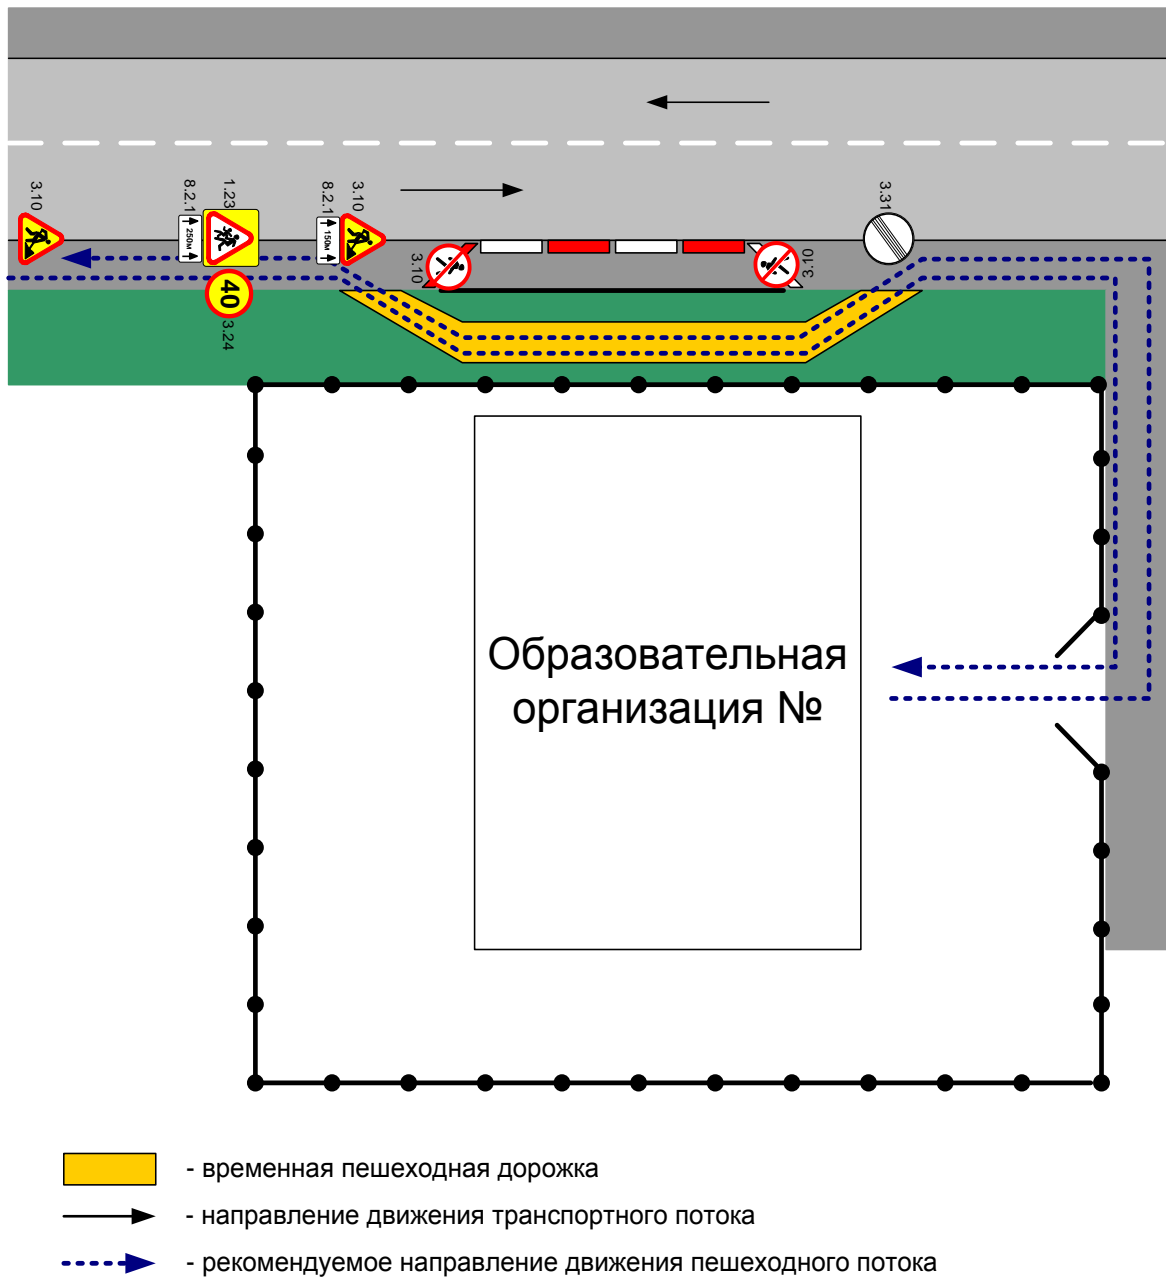 3.10
8.2.1
250м
1.23
40
3.24
8.2.1
150м
3.10
3.10
3.10
3.31
Образовательная
организация №
- временная пешеходная дорожка
- направление движения транспортного потока
- рекомендуемое направление движения пешеходного потока